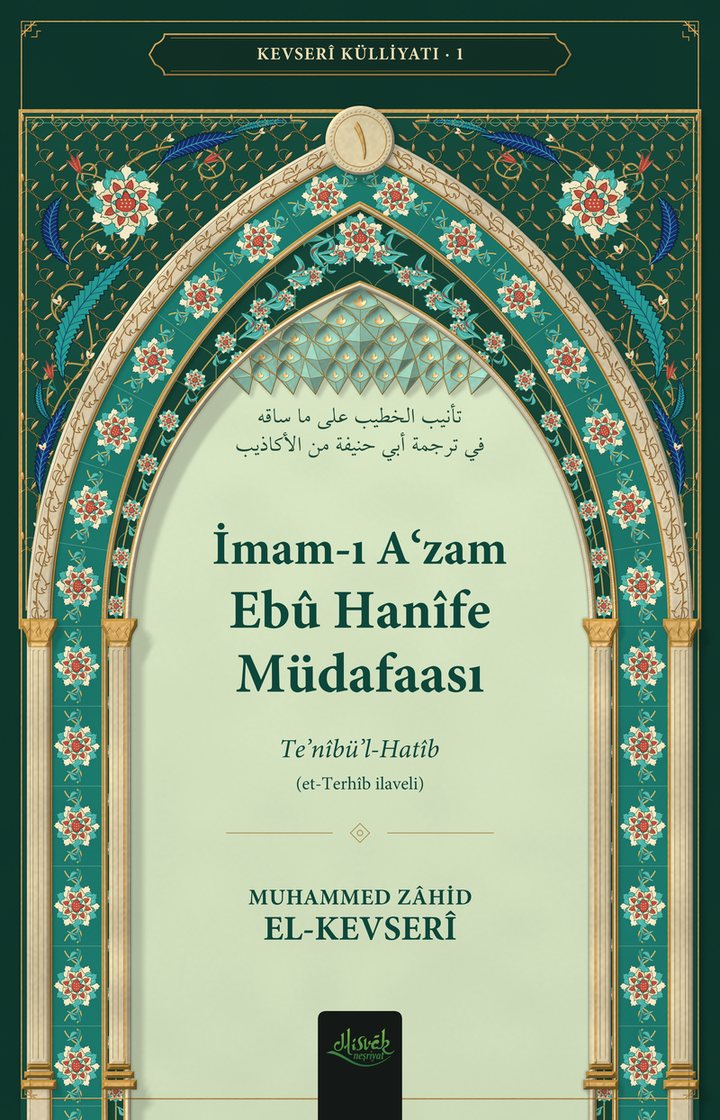 KEVSERÎ KÜLLİYATI · 1
١
تأنيب الخطيب على ما ساقه
في ترجمة أبي حنيفة من الأكاذيب
İmam-ı A‘zam
Ebû Hanîfe
Müdafaası
Te’nîbü’l-Hatîb
(et-Terhîb ilaveli)
MUHAMMED ZÂHİD
EL-KEVSERÎ
Misvâk
neşriyat